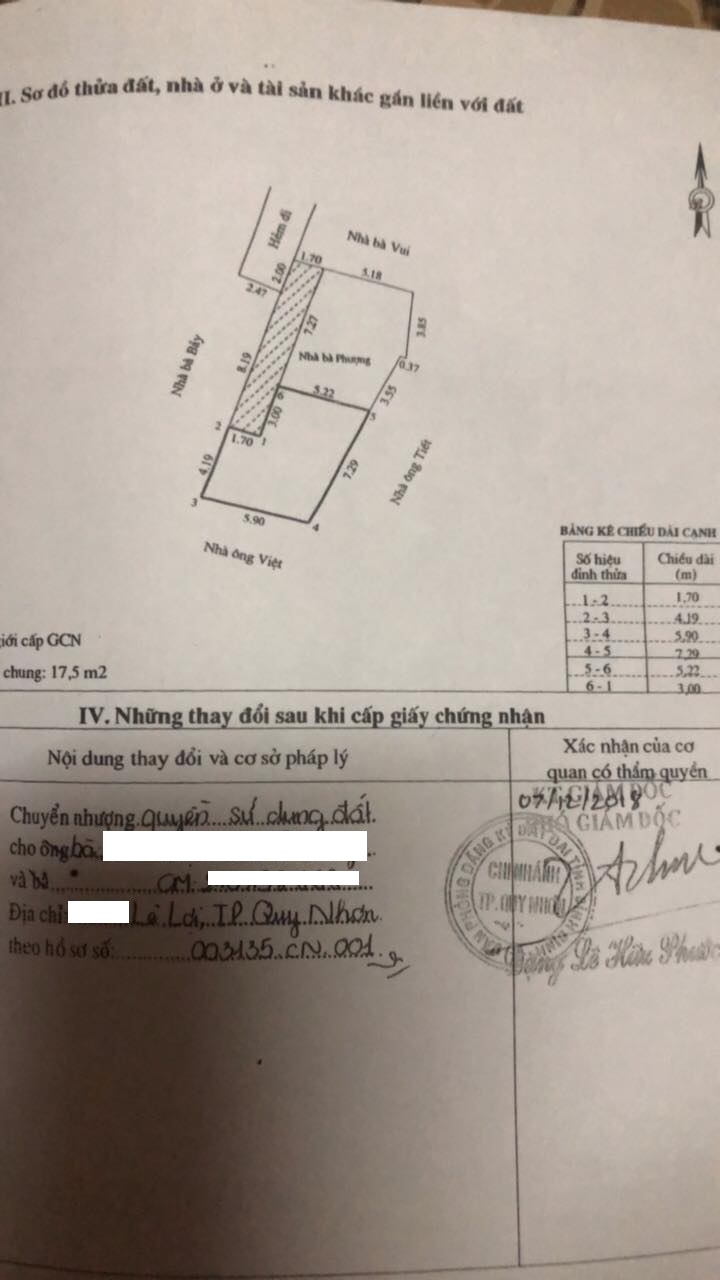 II. Sơ đồ thửa đất, nhà ở và tài sản khác gắn liền với đất
Hẻm đi
Nhà bà Vui
1.70
5.18
2.00
2.47
7.27
3.85
Nhà bà Bảy
8.19
Nhà bà Phượng
0.37
6
5.22
3.55
3.00
5
2
1.70
1
4.19
7.29
Nhà ông Tiết
3
5.90
4
Nhà ông Việt
BẢNG KÊ CHIỀU DÀI CẠNH
Số hiệu đỉnh thửa
Chiều dài (m)
1 - 2 1,70
2 - 3 4,19
3 - 4 5,90
4 - 5 7,29
5 - 6 5,22
6 - 1 3,00
giới cấp GCN
chung: 17,5 m2
IV. Những thay đổi sau khi cấp giấy chứng nhận
Nội dung thay đổi và cơ sở pháp lý
Xác nhận của cơ
quan có thẩm quyền
Chuyển nhượng quyền sử dụng đất
cho ông bà
và bà CM
Địa chỉ: Lê Lợi, TP. Quy Nhơn
theo hồ sơ số: 003135.CN.001
07/12/2018
KT GIÁM ĐỐC
PHÓ GIÁM ĐỐC
VĂN PHÒNG ĐĂNG KÝ ĐẤT ĐAI TỈNH BÌNH ĐỊNH
CHI NHÁNH
TP. QUY NHƠN
Đặng Lê Hữu Phước